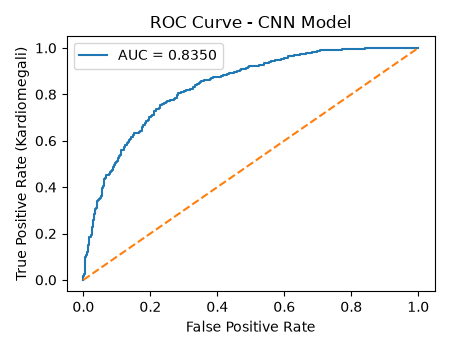 ROC Curve - CNN Model
AUC = 0.8350
True Positive Rate (Kardiomegali)
1.0
0.8
0.6
0.4
0.2
0.0
0.0 0.2 0.4 0.6 0.8 1.0
False Positive Rate